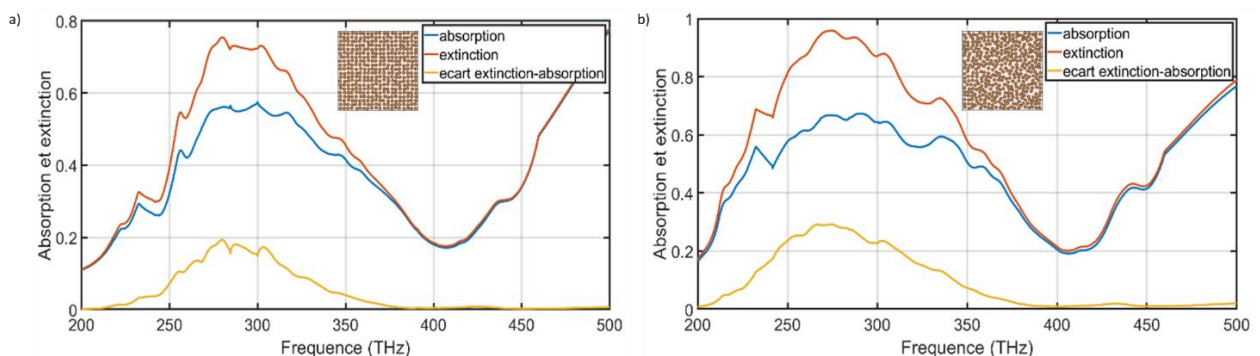 a)
0.8
0.6
0.4
0.2
0
200
250
300
350
400
450
500
Absorption et extinction
Frequence (THz)
absorption
extinction
ecart extinction-absorption
b)
1
0.8
0.6
0.4
0.2
0
200
250
300
350
400
450
500
Absorption et extinction
Frequence (THz)
absorption
extinction
ecart extinction-absorption